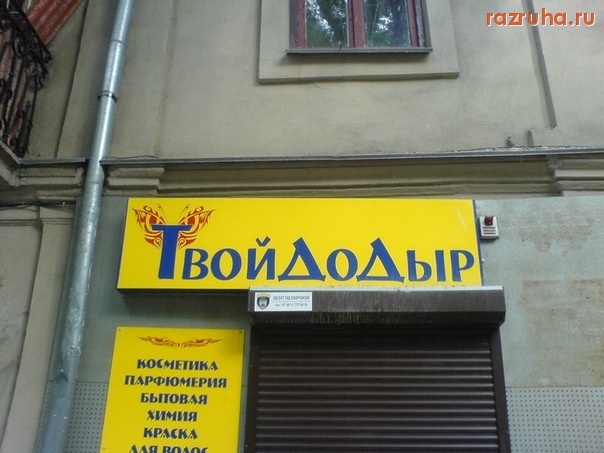 razruha.ru
ТвойДоДыр
КОСМЕТИКА
ПАРФЮМЕРИЯ
БЫТОВАЯ
ХИМИЯ
КРАСКА
ДЛЯ ВОЛОС